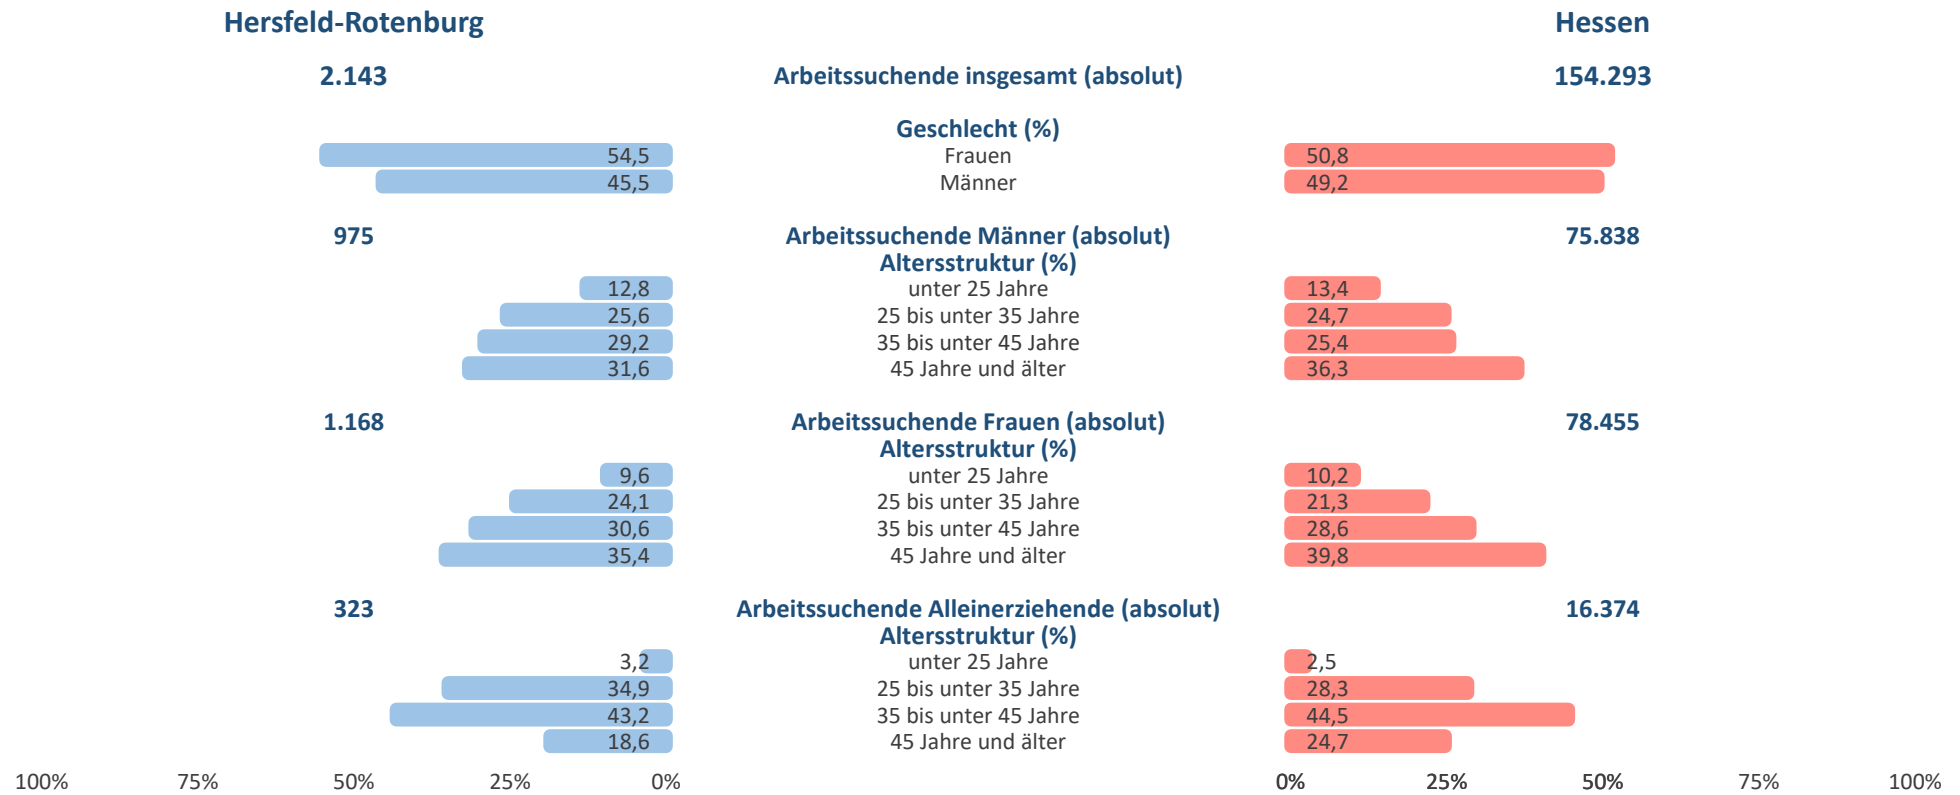 Hersfeld-Rotenburg Hessen
2.143 Arbeitssuchende insgesamt (absolut) 154.293
Geschlecht (%)
54,5 Frauen 50,8
45,5 Männer 49,2
975 Arbeitssuchende Männer (absolut) 75.838
Altersstruktur (%)
12,8 unter 25 Jahre 13,4
25,6 25 bis unter 35 Jahre 24,7
29,2 35 bis unter 45 Jahre 25,4
31,6 45 Jahre und älter 36,3
1.168 Arbeitssuchende Frauen (absolut) 78.455
Altersstruktur (%)
9,6 unter 25 Jahre 10,2
24,1 25 bis unter 35 Jahre 21,3
30,6 35 bis unter 45 Jahre 28,6
35,4 45 Jahre und älter 39,8
323 Arbeitssuchende Alleinerziehende (absolut) 16.374
Altersstruktur (%)
3,2 unter 25 Jahre 2,5
34,9 25 bis unter 35 Jahre 28,3
43,2 35 bis unter 45 Jahre 44,5
18,6 45 Jahre und älter 24,7
100% 75% 50% 25% 0% 0% 25% 50% 75% 100%